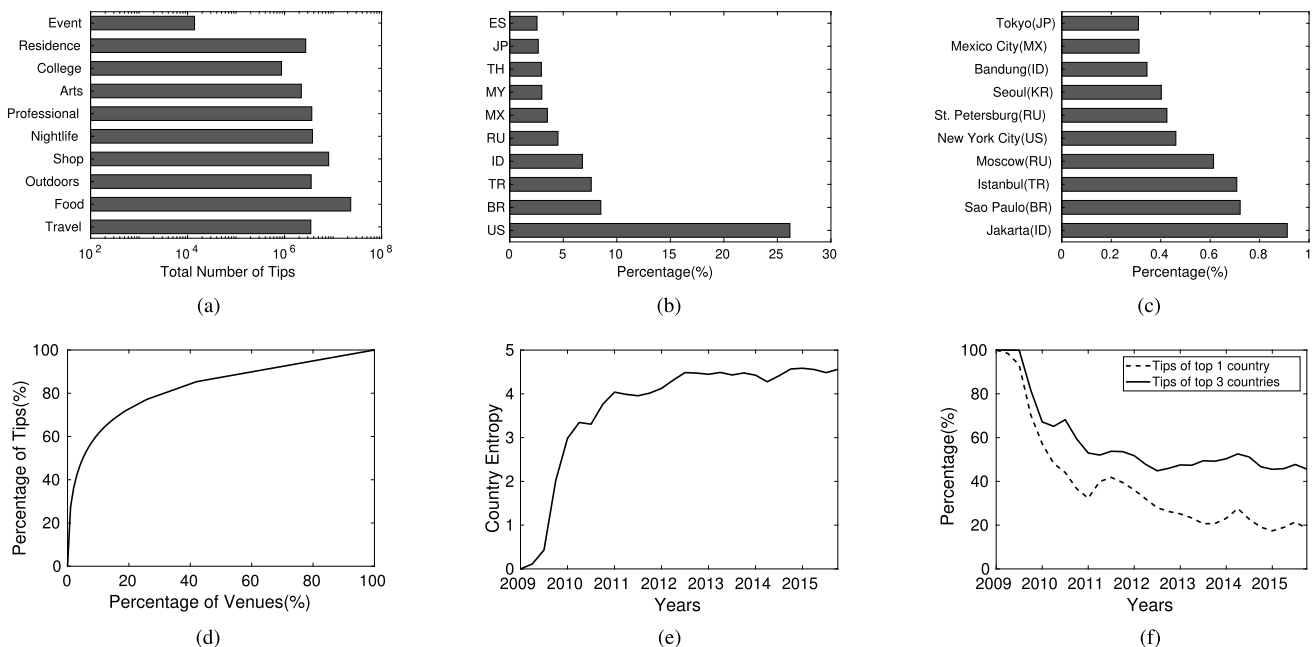 Event
Residence
College
Arts
Professional
Nightlife
Shop
Outdoors
Food
Travel
10^2 10^4 10^6 10^8
Total Number of Tips
(a)
ES
JP
TH
MY
MX
RU
ID
TR
BR
US
0 5 10 15 20 25 30
Percentage(%)
(b)
Tokyo(JP)
Mexico City(MX)
Bandung(ID)
Seoul(KR)
St. Petersburg(RU)
New York City(US)
Moscow(RU)
Istanbul(TR)
Sao Paulo(BR)
Jakarta(ID)
0 0.2 0.4 0.6 0.8 1
Percentage(%)
(c)
Percentage of Tips(%)
100
80
60
40
20
0
0 20 40 60 80 100
Percentage of Venues(%)
(d)
Country Entropy
5
4
3
2
1
0
2009 2010 2011 2012 2013 2014 2015
Years
(e)
Percentage(%)
100
80
60
40
20
0
Tips of top 1 country
Tips of top 3 countries
2009 2010 2011 2012 2013 2014 2015
Years
(f)